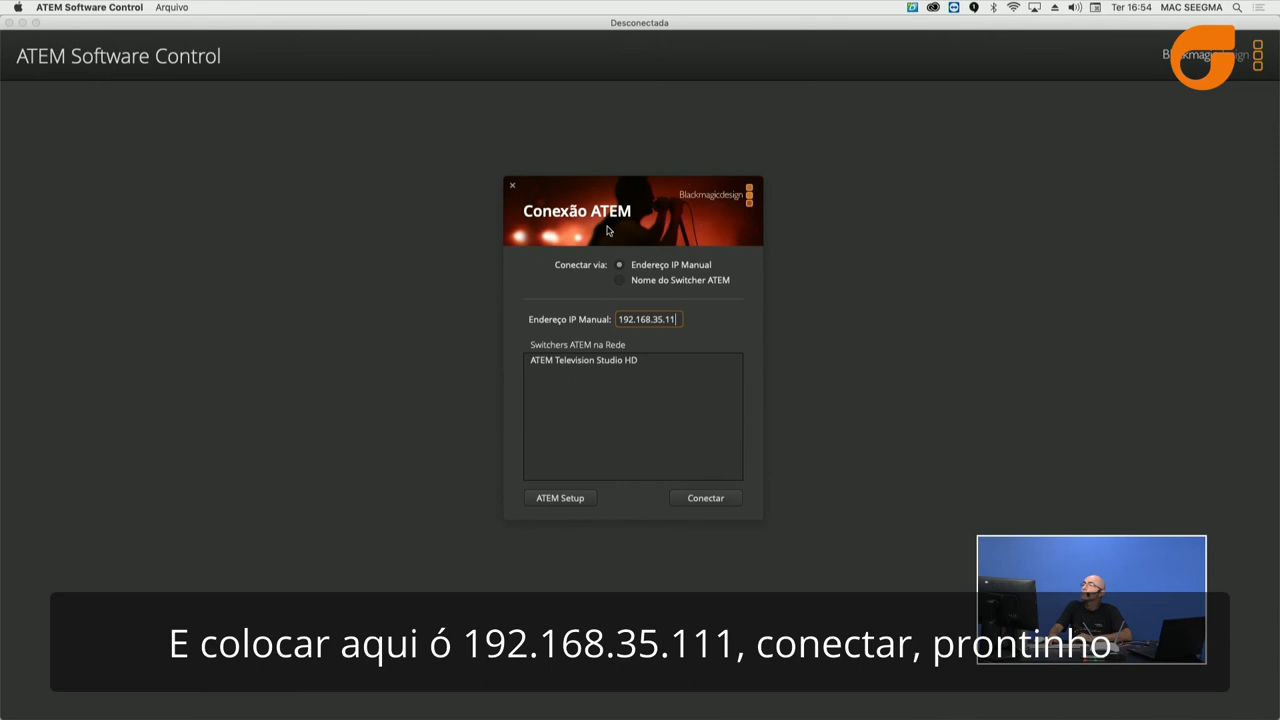 ATEM Software Control Arquivo Ter 16:54 MAC SEEGMA
Desconectada
ATEM Software Control
Conexão ATEM
Blackmagicdesign
Conectar via: Endereço IP Manual
Nome do Switcher ATEM
Endereço IP Manual: 192.168.35.11
Switchers ATEM na Rede
ATEM Television Studio HD
ATEM Setup Conectar
E colocar aqui ó 192.168.35.111, conectar, prontinho